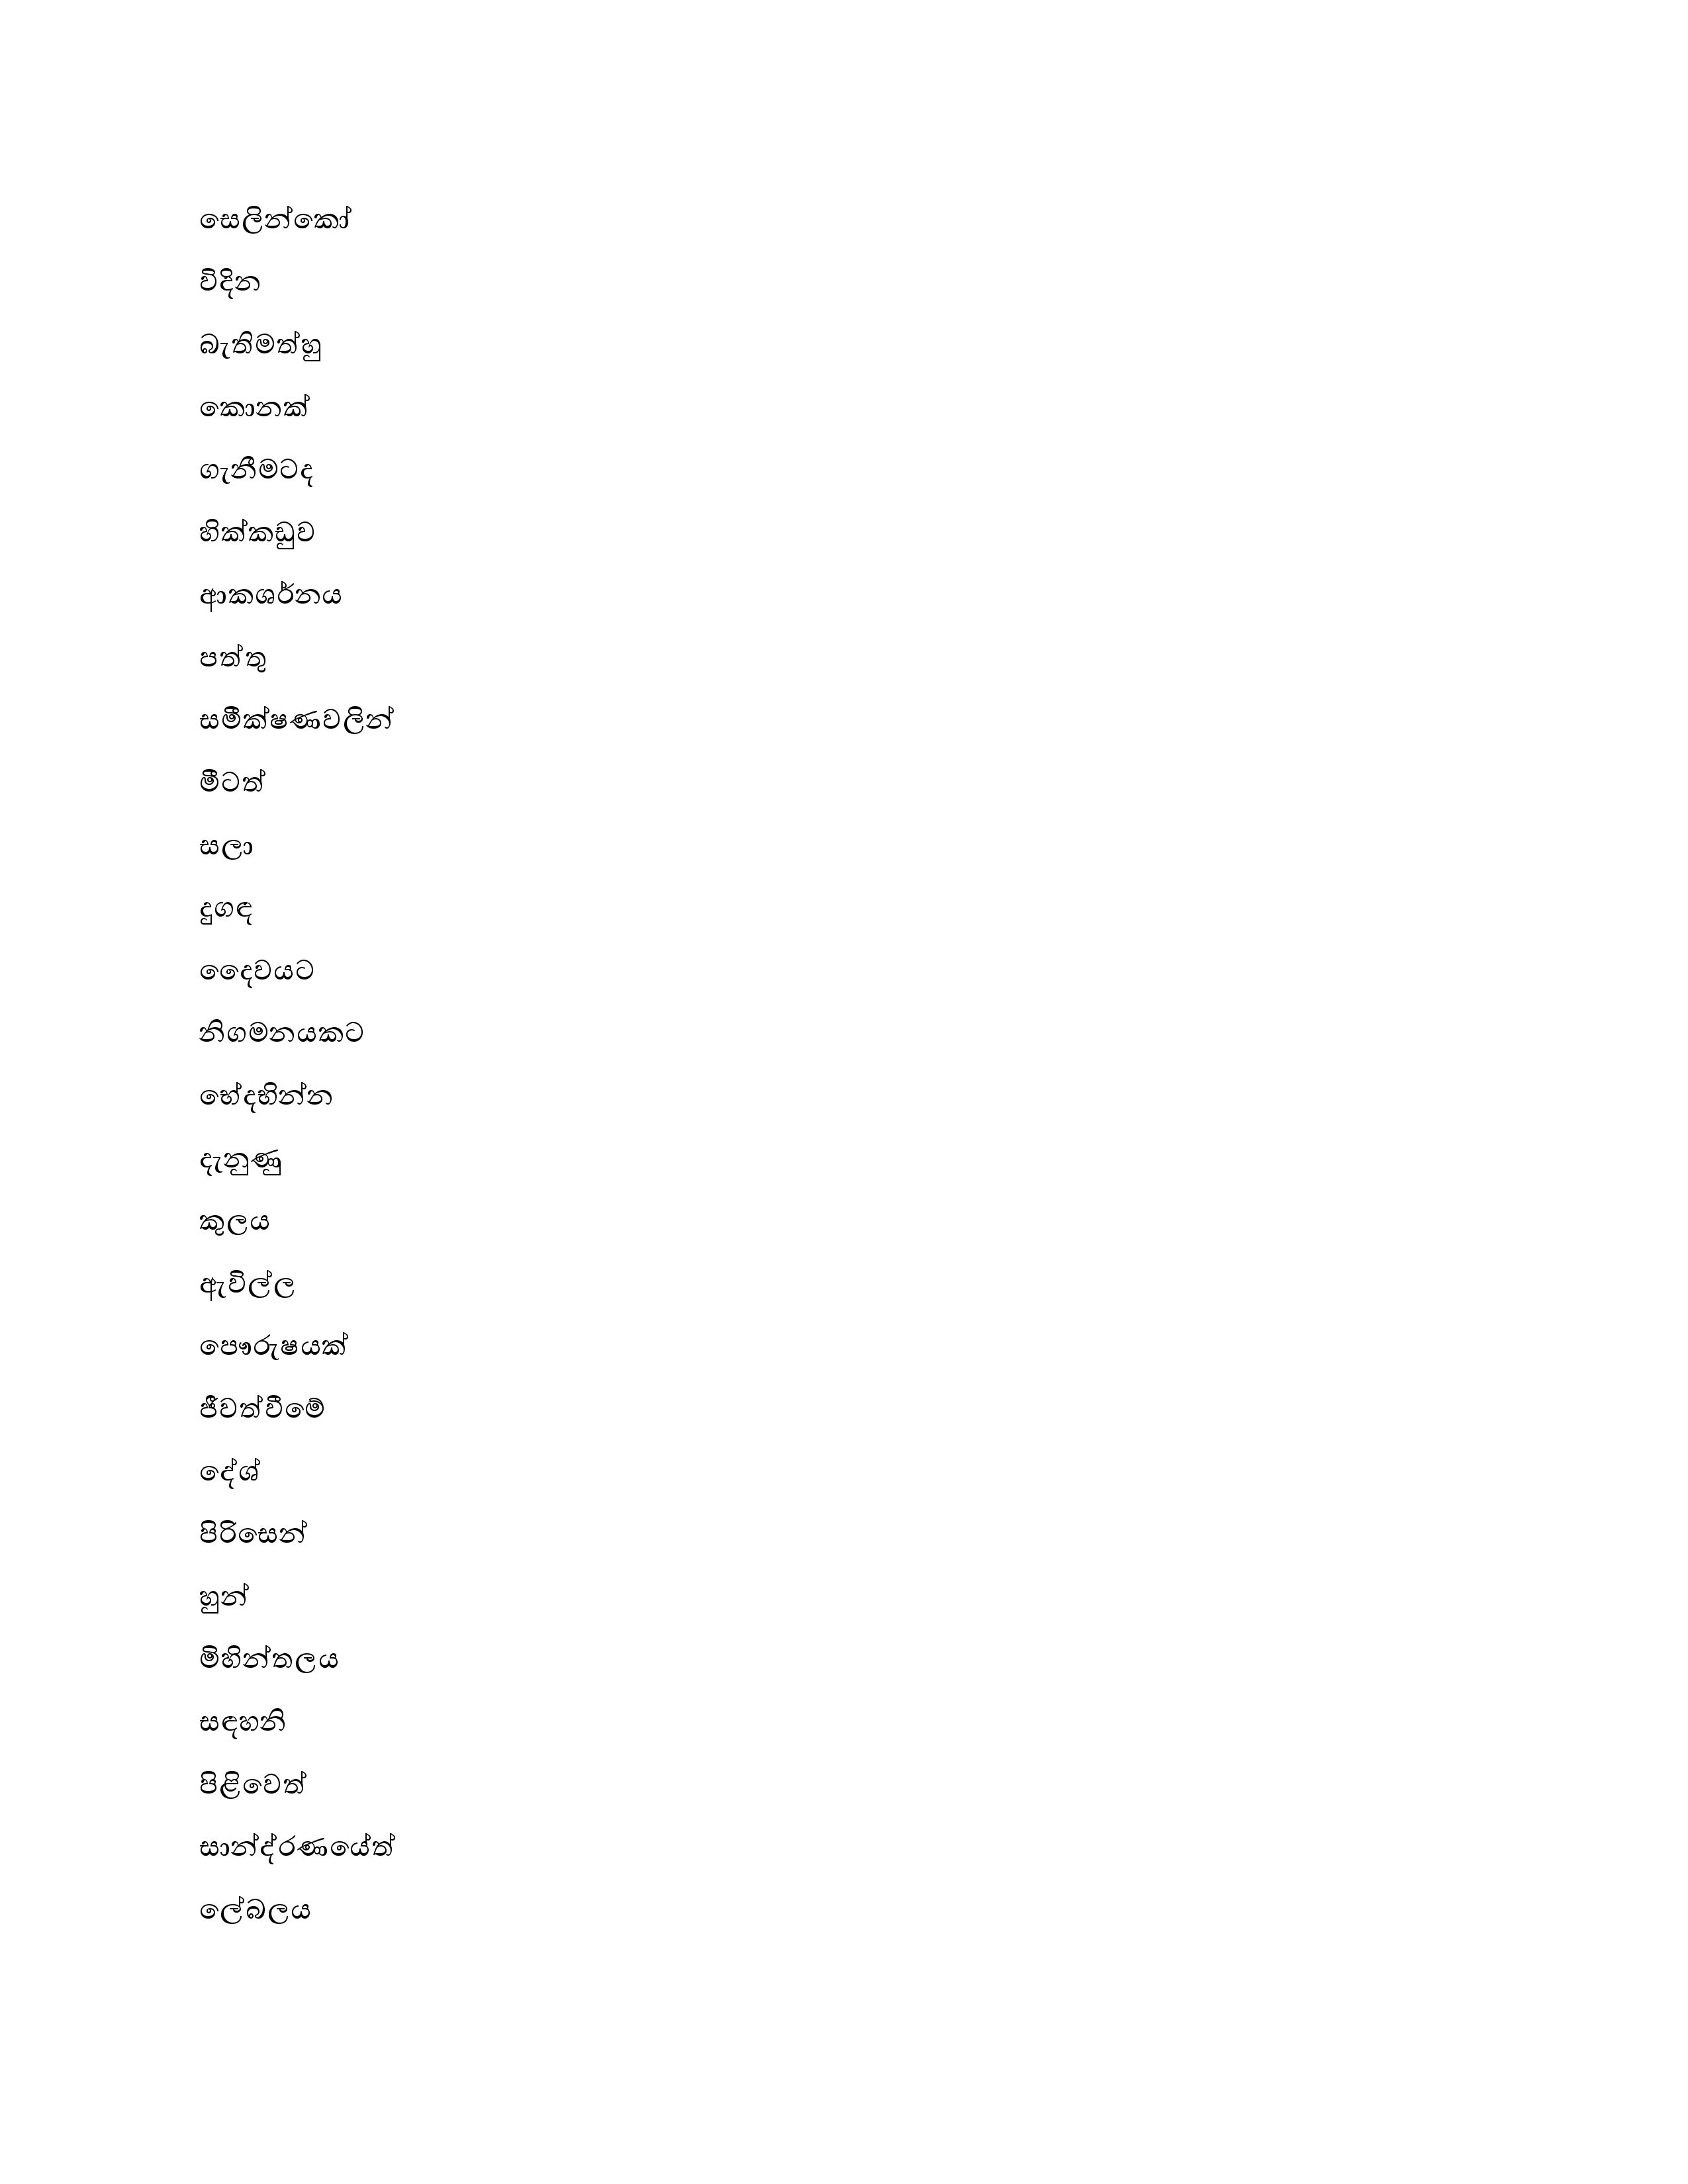 සෙලින්කෝ
විදින
බැතිමත්හු
කොනක්
ගැනීමටද
හික්කඩුව
ආකශර්නය
පත්තු
සමීක්ෂණවලින්
මීටත්
සලා
දුගඳ
දෛවයට
නිගමනයකට
භේදභින්න
දැනුණු
කුලය
ඇවිල්ල
පෞරුෂයක්
ජීවත්වීමේ
දේශ්
පිරිසෙන්
හුන්
මිහින්තලය
සඳහනි
පිළිවෙත්
සාන්ද්රණයේත්
ලේබලය